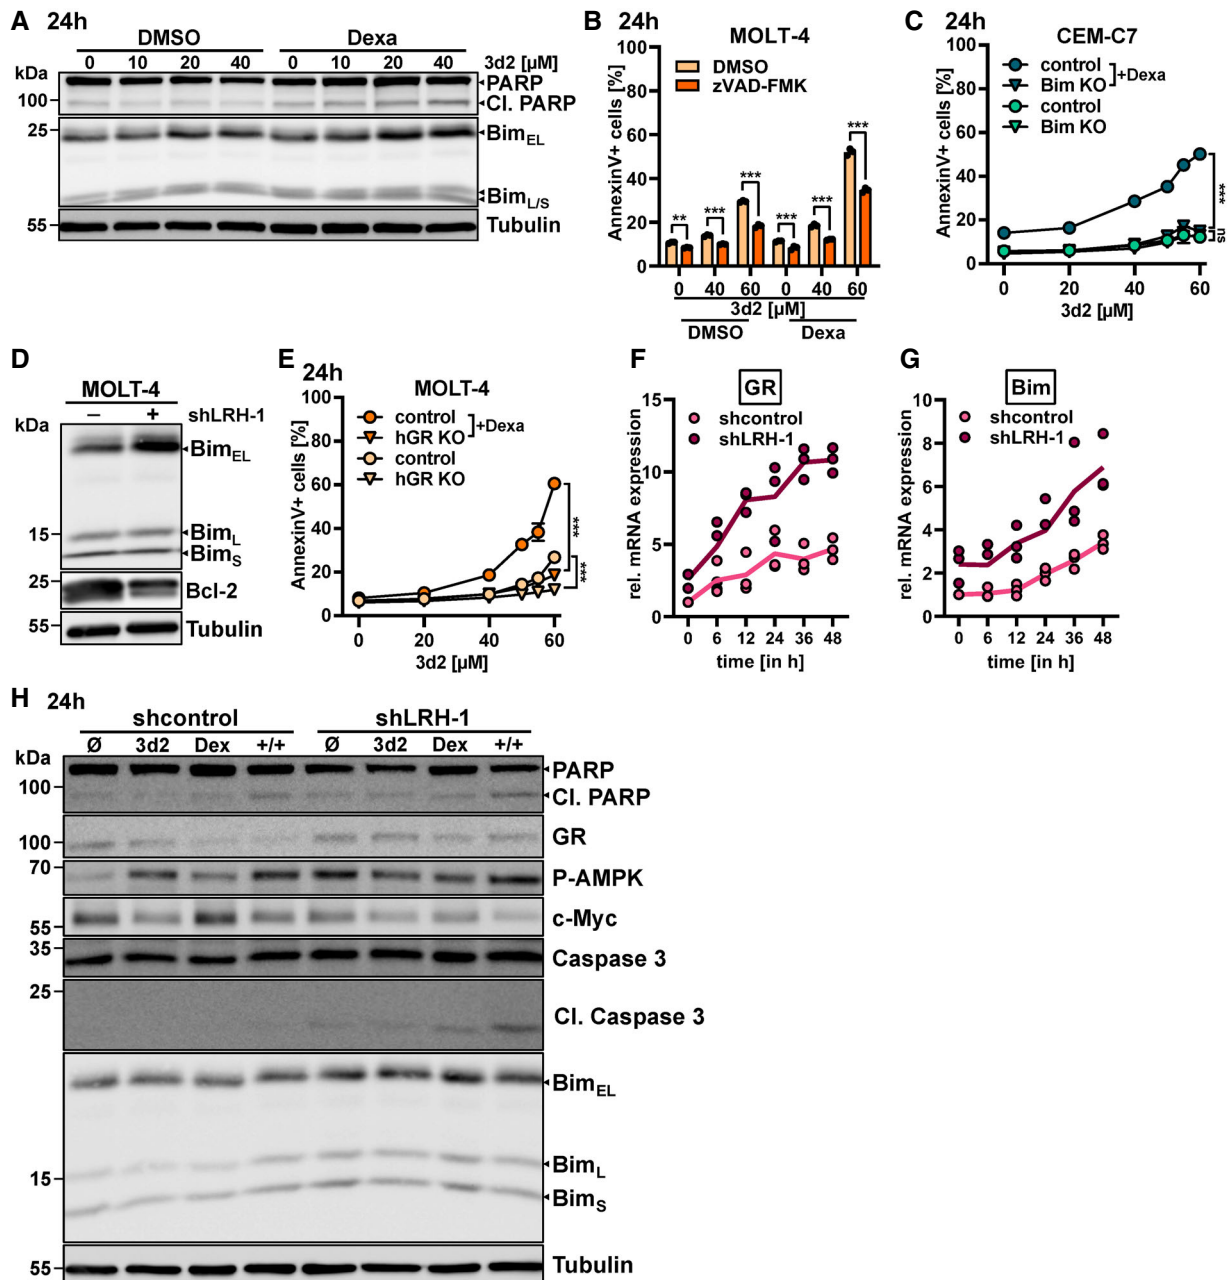 A 24h
DMSO Dexa
0 10 20 40 0 10 20 40 3d2 [µM]
kDa
PARP
100 Cl. PARP
25 BimEL
BimL/S
55 Tubulin
B 24h
MOLT-4
DMSO
zVAD-FMK
AnnexinV+ cells [%]
100
80
60
40
20
0
** *** *** *** *** ***
0 40 60 0 40 60
3d2 [µM]
DMSO Dexa
C 24h
CEM-C7
control
Bim KO
+Dexa
control
Bim KO
AnnexinV+ cells [%]
100
80
60
40
20
0
***
ns
0 20 40 60
3d2 [µM]
D
MOLT-4
– + shLRH-1
kDa
BimEL
15 BimL
BimS
25 Bcl-2
55 Tubulin
E 24h
MOLT-4
control
hGR KO
+Dexa
control
hGR KO
AnnexinV+ cells [%]
100
80
60
40
20
0
***
***
0 20 40 60
3d2 [µM]
F
GR
shcontrol
shLRH-1
rel. mRNA expression
15
10
5
0
0 6 12 24 36 48
time [in h]
G
Bim
shcontrol
shLRH-1
rel. mRNA expression
10
8
6
4
2
0
0 6 12 24 36 48
time [in h]
H 24h
shcontrol shLRH-1
Ø 3d2 Dex +/+ Ø 3d2 Dex +/+
kDa
PARP
100 Cl. PARP
100 GR
70 P-AMPK
55 c-Myc
35 Caspase 3
25 Cl. Caspase 3
BimEL
BimL
15 BimS
55 Tubulin